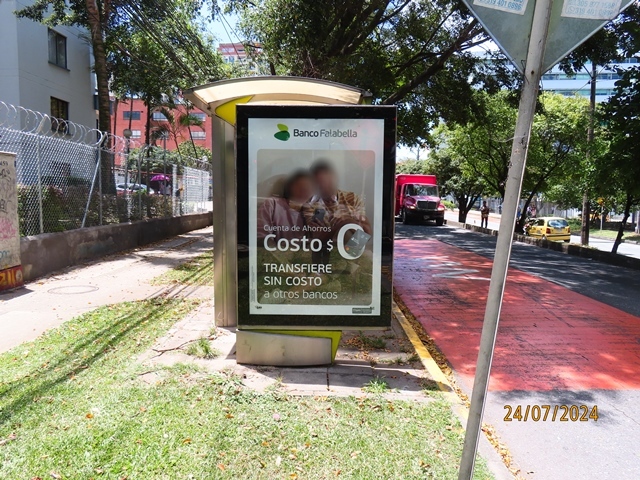 Banco Falabella
Cuenta de Ahorros
Costo $0
TRANSFIERE
SIN COSTO
a otros bancos
24/07/2024